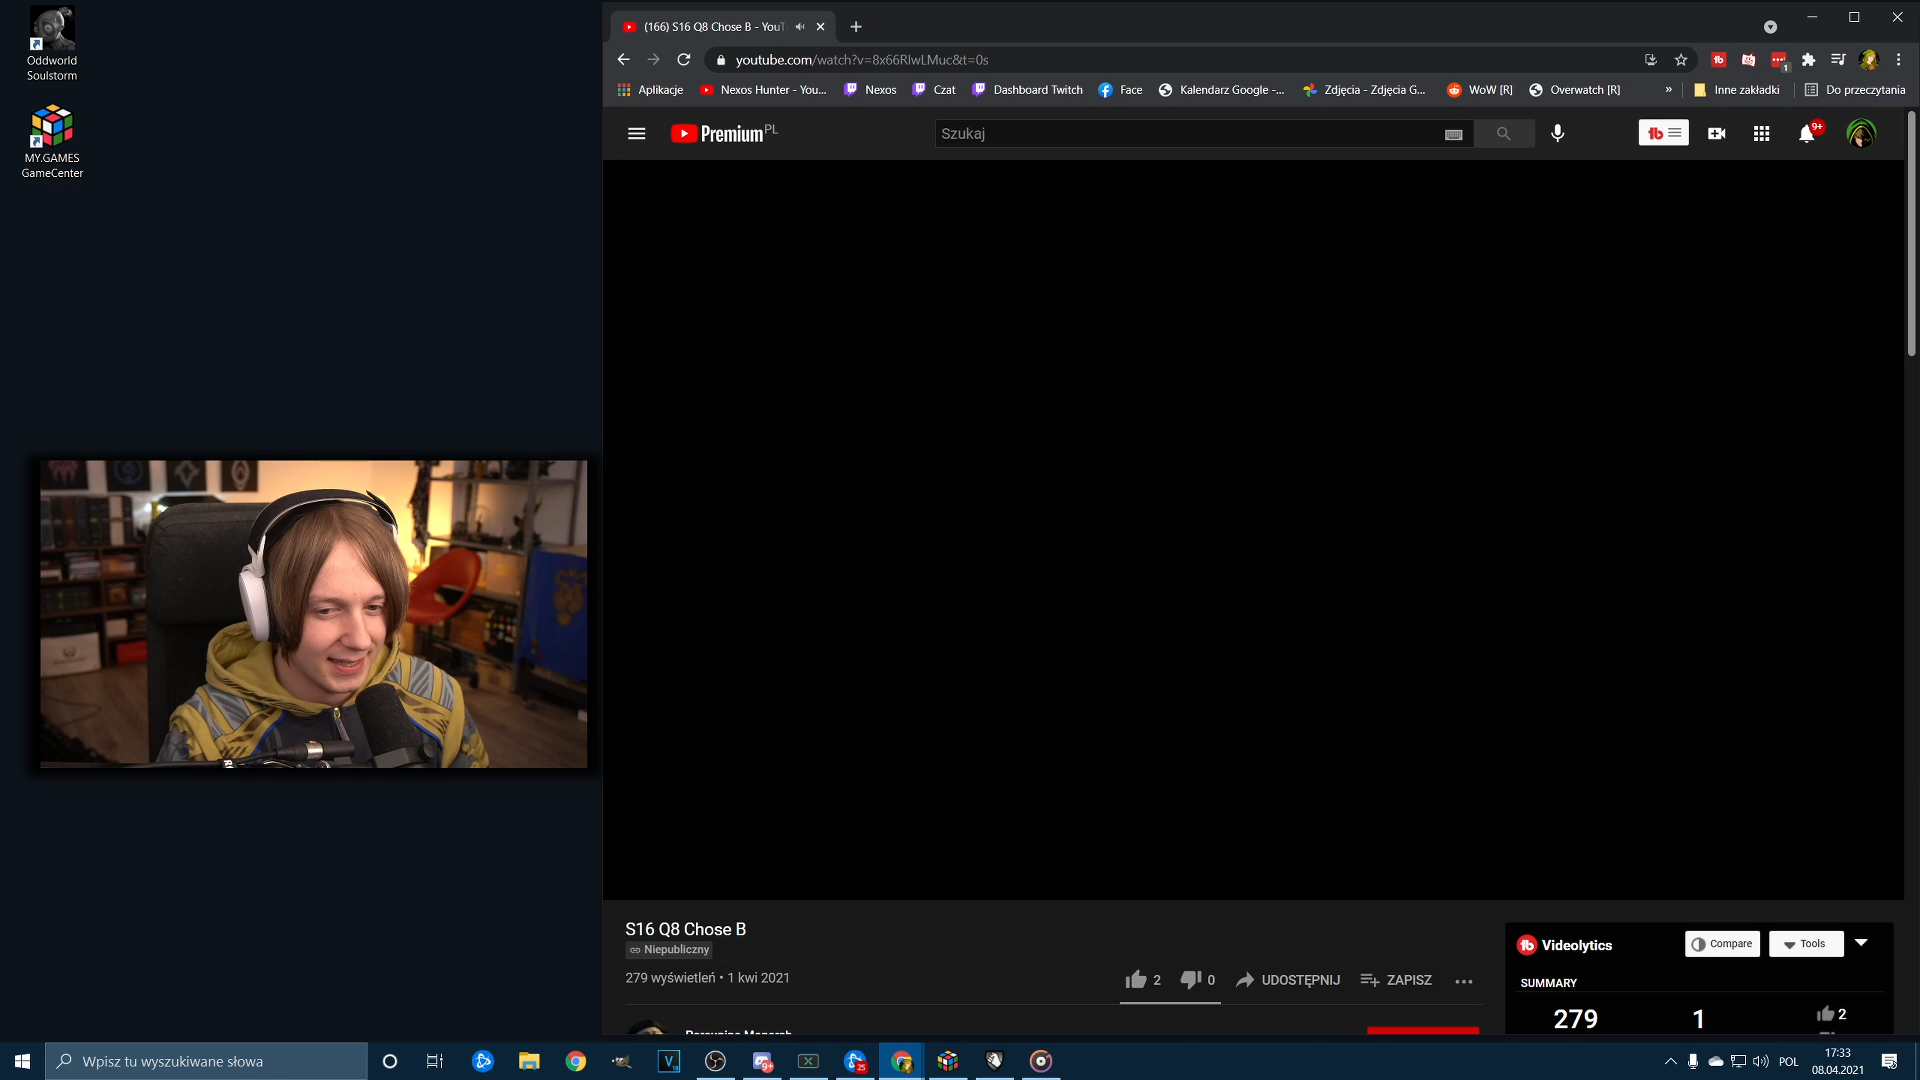 Oddworld
Soulstorm
MY.GAMES
GameCenter
(166) S16 Q8 Chose B - YouT
youtube.com/watch?v=8x66RlwLMuc&t=0s
1
Aplikacje
Nexos Hunter - You...
Nexos
Czat
Dashboard Twitch
Face
Kalendarz Google -...
Zdjęcia - Zdjęcia G...
WoW [R]
Overwatch [R]
»
Inne zakładki
Do przeczytania
Premium PL
Szukaj
9+
S16 Q8 Chose B
Niepubliczny
279 wyświetleń • 1 kwi 2021
2
0
UDOSTĘPNIJ
ZAPISZ
Videolytics
Compare
Tools
SUMMARY
279
1
2
Wpisz tu wyszukiwane słowa
9+
25
POL
17:33
08.04.2021